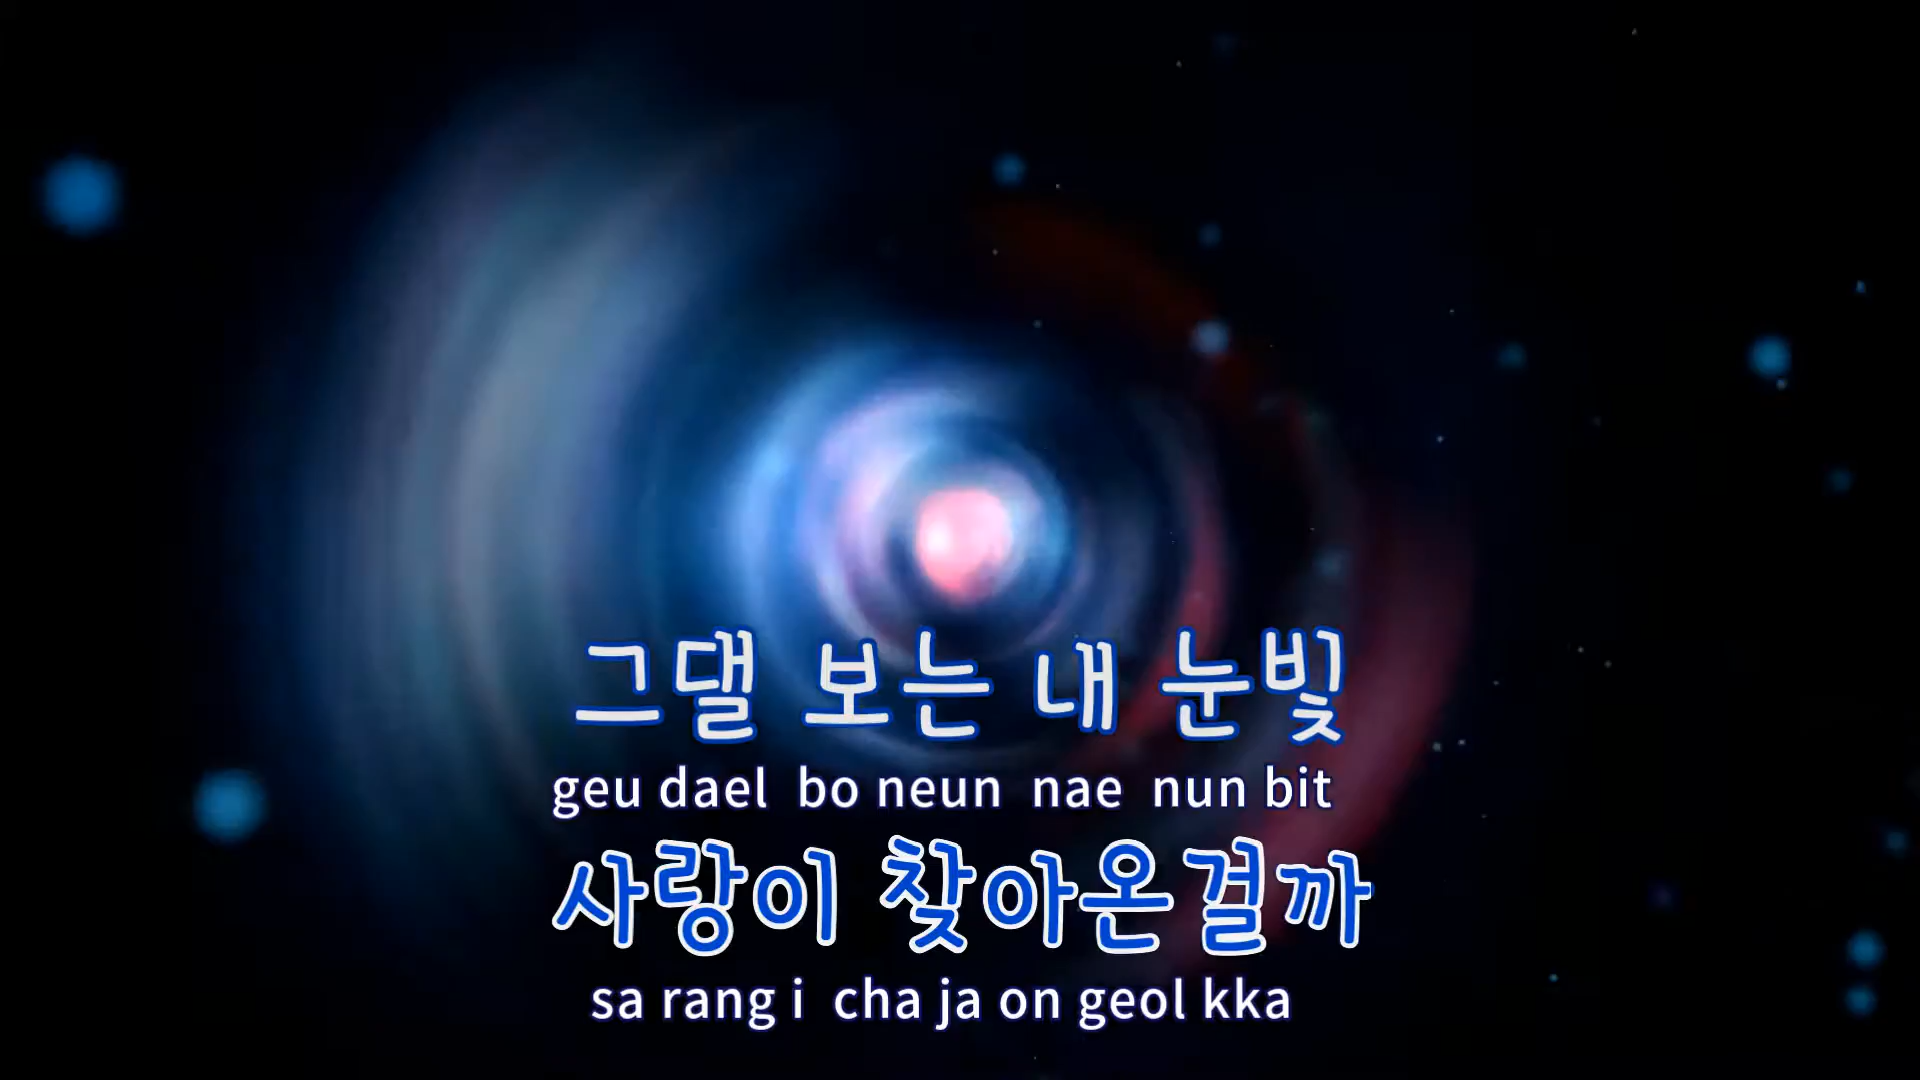 그댈 보는 내 눈빛
geu dael bo neun nae nun bit
사랑이 찾아온걸까
sa rang i cha ja on geol kka